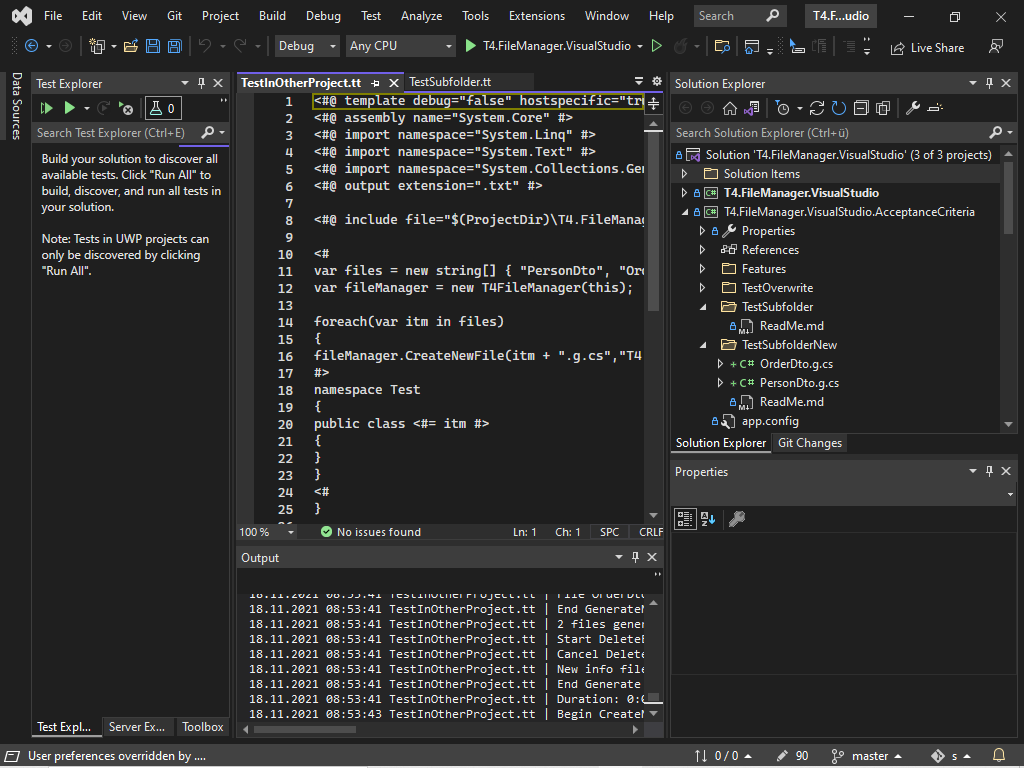 File Edit View Git Project Build Debug Test Analyze Tools Extensions Window Help Search T4.F...udio
Debug Any CPU T4.FileManager.VisualStudio Live Share
Data Sources
Test Explorer
0
Search Test Explorer (Ctrl+E)
Build your solution to discover all
available tests. Click "Run All" to
build, discover, and run all tests in
your solution.
Note: Tests in UWP projects can
only be discovered by clicking
"Run All".
Test Expl... Server Ex... Toolbox
TestInOtherProject.tt TestSubfolder.tt
1 <#@ template debug="false" hostspecific="tr
2 <#@ assembly name="System.Core" #>
3 <#@ import namespace="System.Linq" #>
4 <#@ import namespace="System.Text" #>
5 <#@ import namespace="System.Collections.Gen
6 <#@ output extension=".txt" #>
7
8 <#@ include file="$(ProjectDir)\T4.FileMana
9
10 <#
11 var files = new string[] { "PersonDto", "Or
12 var fileManager = new T4FileManager(this);
13
14 foreach(var itm in files)
15 {
16 fileManager.CreateNewFile(itm + ".g.cs","T4
17 #>
18 namespace Test
19 {
20 public class <#= itm #>
21 {
22 }
23 }
24 <#
25 }
100 % No issues found Ln: 1 Ch: 1 SPC CRLF
Output
18.11.2021 08:53:41 TestInOtherProject.tt | File OrderDto
18.11.2021 08:53:41 TestInOtherProject.tt | End Generate
18.11.2021 08:53:41 TestInOtherProject.tt | 2 files gener
18.11.2021 08:53:41 TestInOtherProject.tt | Start Delete
18.11.2021 08:53:41 TestInOtherProject.tt | Cancel Delete
18.11.2021 08:53:41 TestInOtherProject.tt | New info file
18.11.2021 08:53:41 TestInOtherProject.tt | End Generate
18.11.2021 08:53:41 TestInOtherProject.tt | Duration: 0:
18.11.2021 08:53:43 TestInOtherProject.tt | Begin Create
Solution Explorer
Search Solution Explorer (Ctrl+ü)
Solution 'T4.FileManager.VisualStudio' (3 of 3 projects)
Solution Items
C# T4.FileManager.VisualStudio
C# T4.FileManager.VisualStudio.AcceptanceCriteria
Properties
References
Features
TestOverwrite
TestSubfolder
ReadMe.md
TestSubfolderNew
+ C# OrderDto.g.cs
+ C# PersonDto.g.cs
ReadMe.md
app.config
Solution Explorer Git Changes
Properties
User preferences overridden by .... 0 / 0 90 master s